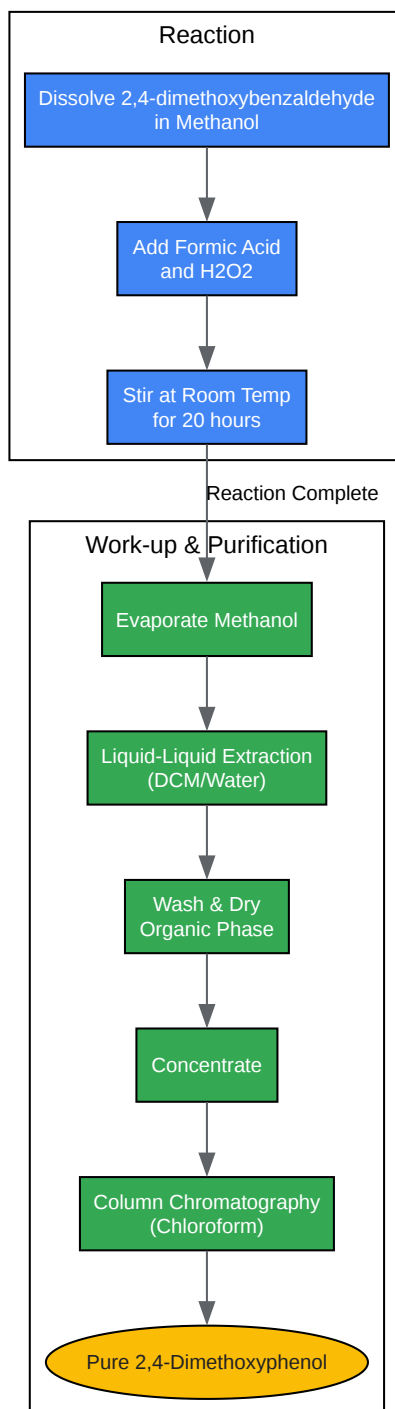 Reaction
Dissolve 2,4-dimethoxybenzaldehyde
in Methanol
Add Formic Acid
and H2O2
Stir at Room Temp
for 20 hours
Reaction Complete
Work-up & Purification
Evaporate Methanol
Liquid-Liquid Extraction
(DCM/Water)
Wash & Dry
Organic Phase
Concentrate
Column Chromatography
(Chloroform)
Pure 2,4-Dimethoxyphenol